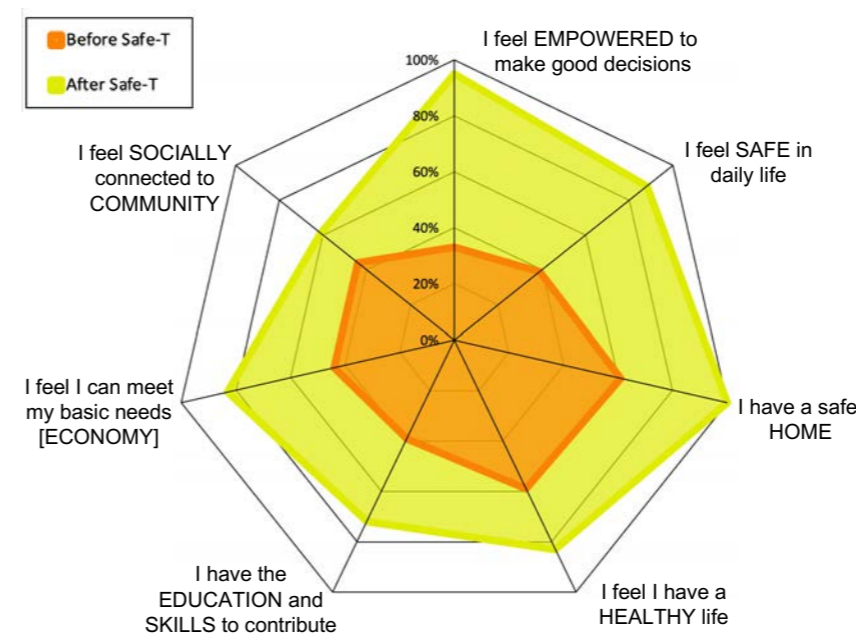 Before Safe-T
After Safe-T
I feel EMPOWERED to
make good decisions
I feel SAFE in
daily life
I have a safe
HOME
I feel I have a
HEALTHY life
I have the
EDUCATION and
SKILLS to contribute
I feel I can meet
my basic needs
[ECONOMY]
I feel SOCIALLY
connected to
COMMUNITY
100%
80%
60%
40%
20%
0%